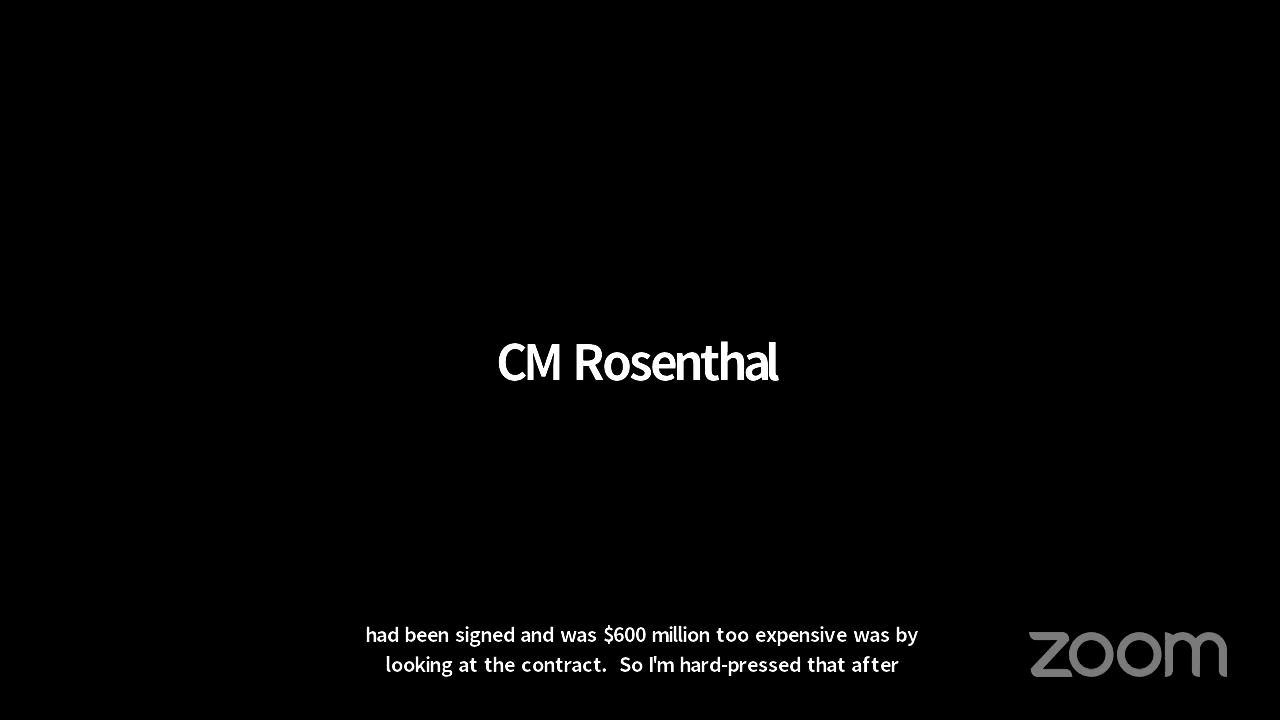 CM Rosenthal
had been signed and was $600 million too expensive was by
looking at the contract.  So I'm hard-pressed that after
zoom